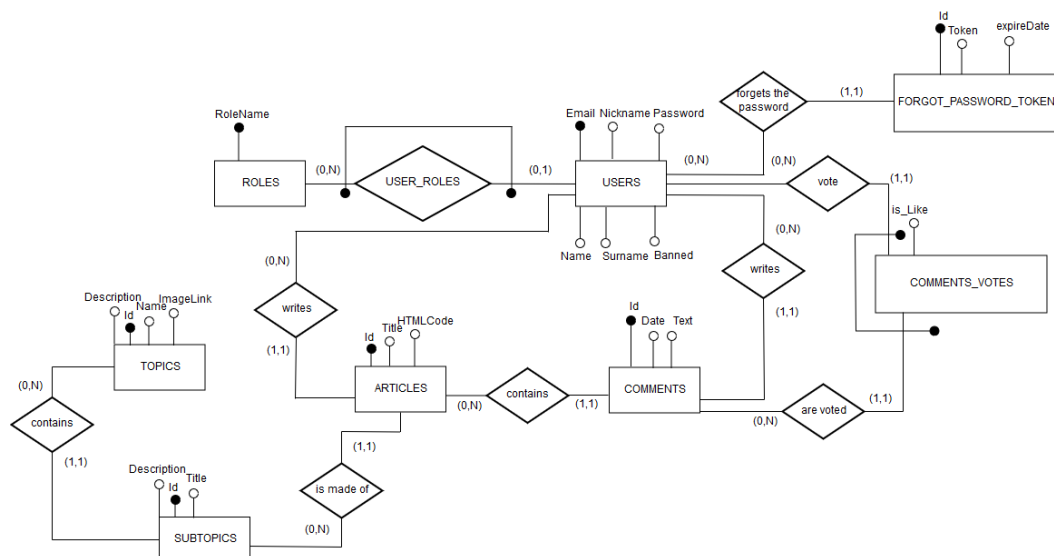 Id
Token
expireDate
FORGOT_PASSWORD_TOKEN
(1,1)
forgets the
password
(0,N)
Email
Nickname
Password
RoleName
ROLES
(0,N)
USER_ROLES
(0,1)
USERS
(0,N)
vote
(1,1)
Name
Surname
Banned
is_Like
COMMENTS_VOTES
(0,N)
writes
(1,1)
(0,N)
writes
(1,1)
Description
Id
Name
ImageLink
TOPICS
(0,N)
contains
(1,1)
Id
Title
HTMLCode
ARTICLES
(0,N)
contains
(1,1)
Id
Date
Text
COMMENTS
(0,N)
are voted
(1,1)
(1,1)
is made of
(0,N)
Description
Id
Title
SUBTOPICS